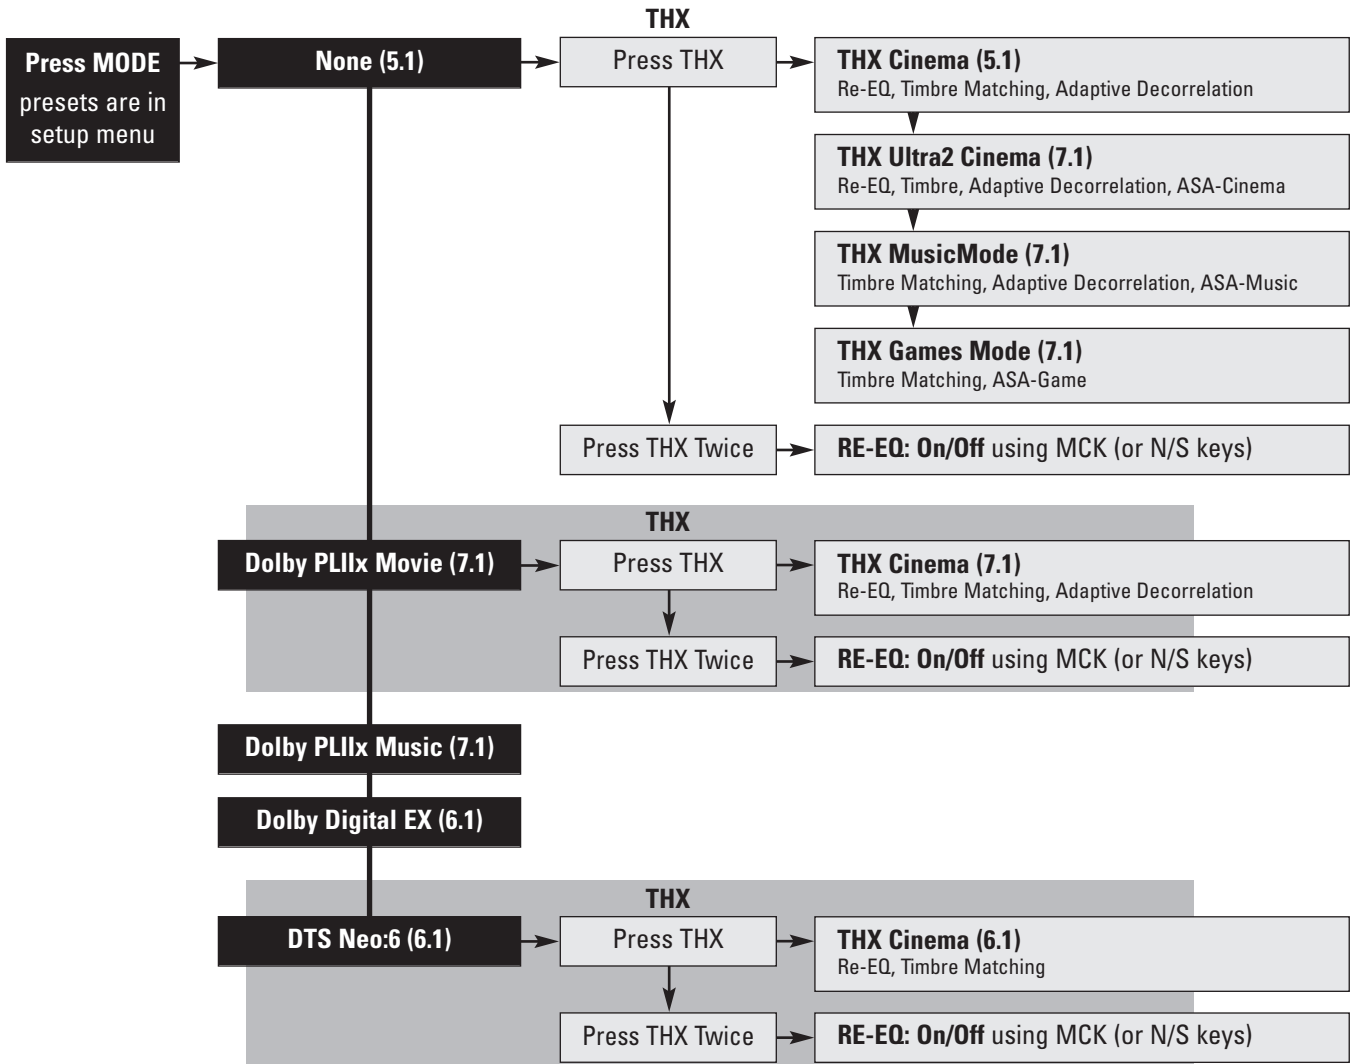 THX
Press MODE
presets are in
setup menu
None (5.1)
Press THX
THX Cinema (5.1)
Re-EQ, Timbre Matching, Adaptive Decorrelation
THX Ultra2 Cinema (7.1)
Re-EQ, Timbre, Adaptive Decorrelation, ASA-Cinema
THX MusicMode (7.1)
Timbre Matching, Adaptive Decorrelation, ASA-Music
THX Games Mode (7.1)
Timbre Matching, ASA-Game
Press THX Twice
RE-EQ: On/Off using MCK (or N/S keys)
THX
Dolby PLIIx Movie (7.1)
Press THX
THX Cinema (7.1)
Re-EQ, Timbre Matching, Adaptive Decorrelation
Press THX Twice
RE-EQ: On/Off using MCK (or N/S keys)
Dolby PLIIx Music (7.1)
Dolby Digital EX (6.1)
THX
DTS Neo:6 (6.1)
Press THX
THX Cinema (6.1)
Re-EQ, Timbre Matching
Press THX Twice
RE-EQ: On/Off using MCK (or N/S keys)